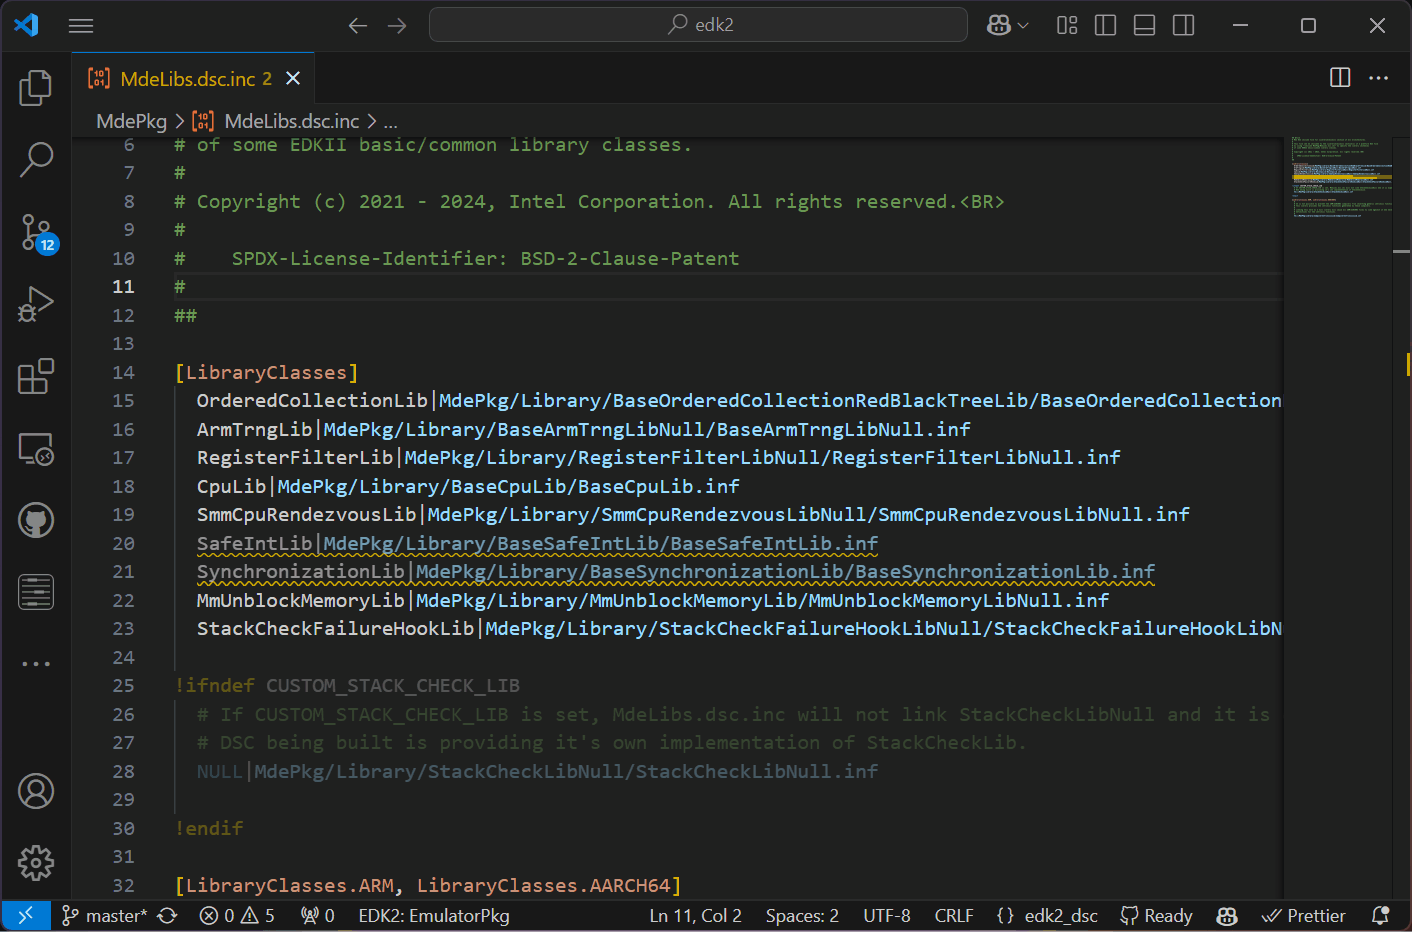 edk2
MdeLibs.dsc.inc 2
MdePkg > MdeLibs.dsc.inc > ...
6 # of some EDKII basic/common library classes.
7 #
8 # Copyright (c) 2021 - 2024, Intel Corporation. All rights reserved.<BR>
9 #
10 #    SPDX-License-Identifier: BSD-2-Clause-Patent
11 #
12 ##
13
14 [LibraryClasses]
15   OrderedCollectionLib|MdePkg/Library/BaseOrderedCollectionRedBlackTreeLib/BaseOrderedCollection
16   ArmTrngLib|MdePkg/Library/BaseArmTrngLibNull/BaseArmTrngLibNull.inf
17   RegisterFilterLib|MdePkg/Library/RegisterFilterLibNull/RegisterFilterLibNull.inf
18   CpuLib|MdePkg/Library/BaseCpuLib/BaseCpuLib.inf
19   SmmCpuRendezvousLib|MdePkg/Library/SmmCpuRendezvousLibNull/SmmCpuRendezvousLibNull.inf
20   SafeIntLib|MdePkg/Library/BaseSafeIntLib/BaseSafeIntLib.inf
21   SynchronizationLib|MdePkg/Library/BaseSynchronizationLib/BaseSynchronizationLib.inf
22   MmUnblockMemoryLib|MdePkg/Library/MmUnblockMemoryLib/MmUnblockMemoryLibNull.inf
23   StackCheckFailureHookLib|MdePkg/Library/StackCheckFailureHookLibNull/StackCheckFailureHookLibN
24
25 !ifndef CUSTOM_STACK_CHECK_LIB
26   # If CUSTOM_STACK_CHECK_LIB is set, MdeLibs.dsc.inc will not link StackCheckLibNull and it is
27   # DSC being built is providing it's own implementation of StackCheckLib.
28   NULL|MdePkg/Library/StackCheckLibNull/StackCheckLibNull.inf
29
30 !endif
31
32 [LibraryClasses.ARM, LibraryClasses.AARCH64]
12
master* 0 5 0 EDK2: EmulatorPkg Ln 11, Col 2 Spaces: 2 UTF-8 CRLF {} edk2_dsc Ready Prettier